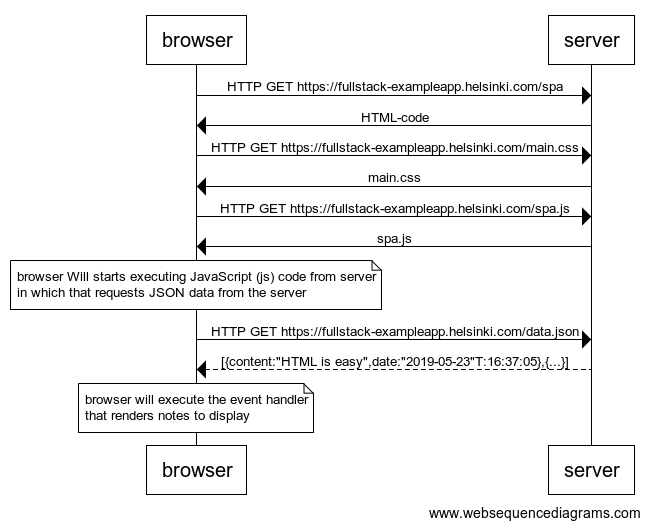 browser
server
HTTP GET https://fullstack-exampleapp.helsinki.com/spa
HTML-code
HTTP GET https://fullstack-exampleapp.helsinki.com/main.css
main.css
HTTP GET https://fullstack-exampleapp.helsinki.com/spa.js
spa.js
browser Will starts executing JavaScript (js) code from server
in which that requests JSON data from the server
HTTP GET https://fullstack-exampleapp.helsinki.com/data.json
[{content:"HTML is easy",date:"2019-05-23"T:16:37:05},{...}]
browser will execute the event handler
that renders notes to display
browser
server
www.websequencediagrams.com